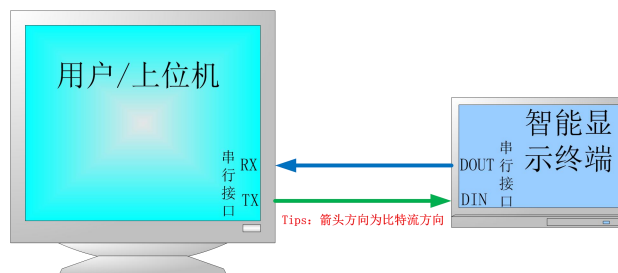 用户/上位机
串行接口
RX
TX
智能显示终端
串行接口
DOUT
DIN
Tips: 箭头方向为比特流方向